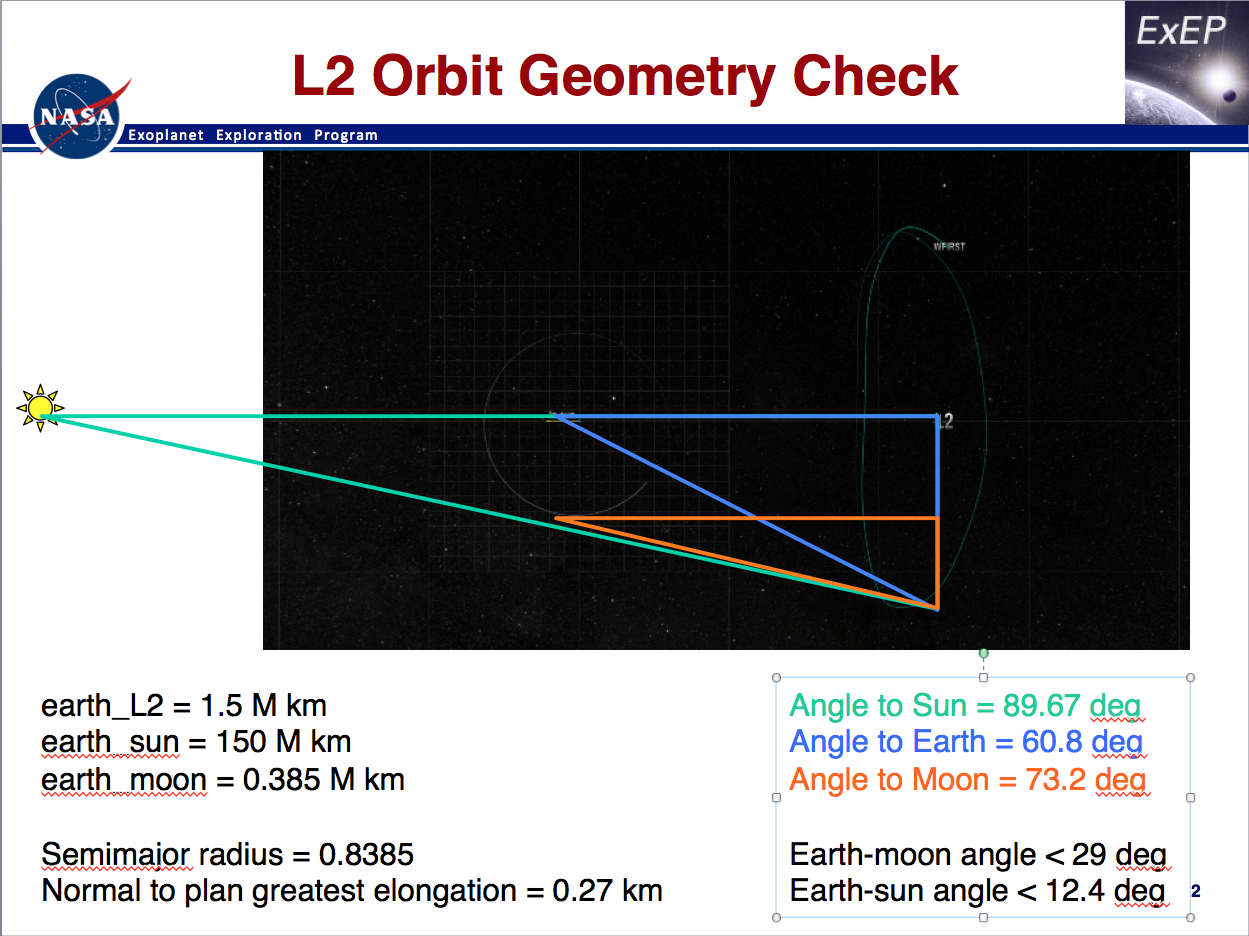 ExEP
L2 Orbit Geometry Check
NASA
Exoplanet Exploration Program
WFIRST
L2
earth_L2 = 1.5 M km
earth_sun = 150 M km
earth_moon = 0.385 M km
Semimajor radius = 0.8385
Normal to plan greatest elongation = 0.27 km
Angle to Sun = 89.67 deg
Angle to Earth = 60.8 deg
Angle to Moon = 73.2 deg
Earth-moon angle < 29 deg
Earth-sun angle < 12.4 deg
2